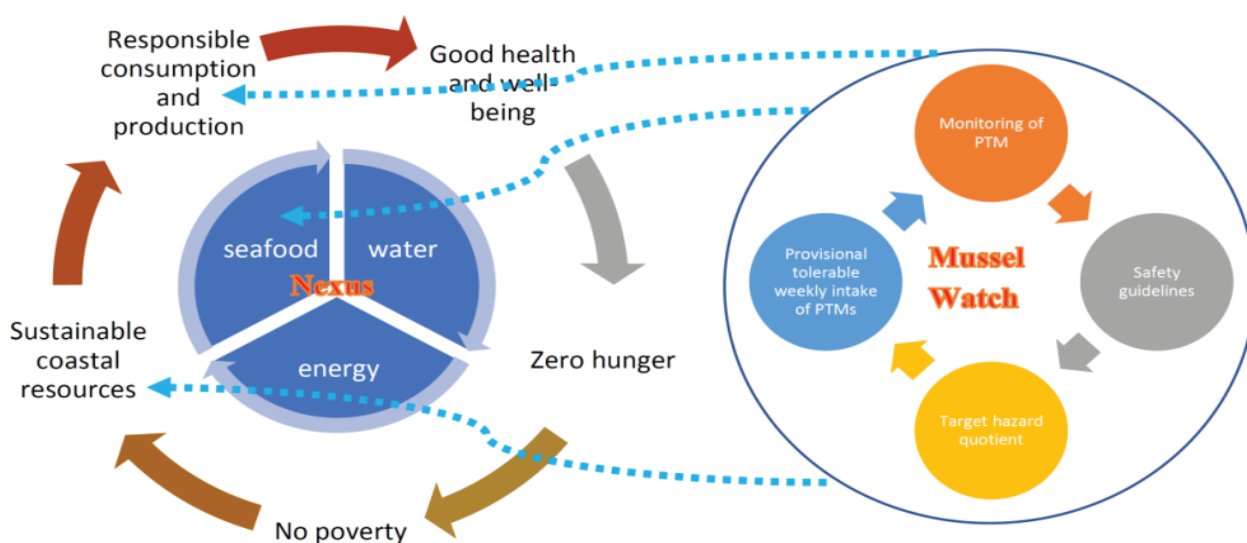 Responsible
consumption
and
production
Good health
and well-
being
seafood
water
Nexus
energy
Sustainable
coastal
resources
Zero hunger
No poverty
Monitoring of
PTM
Provisional
tolerable
weekly intake
of PTMs
Mussel
Watch
Safety
guidelines
Target hazard
quotient